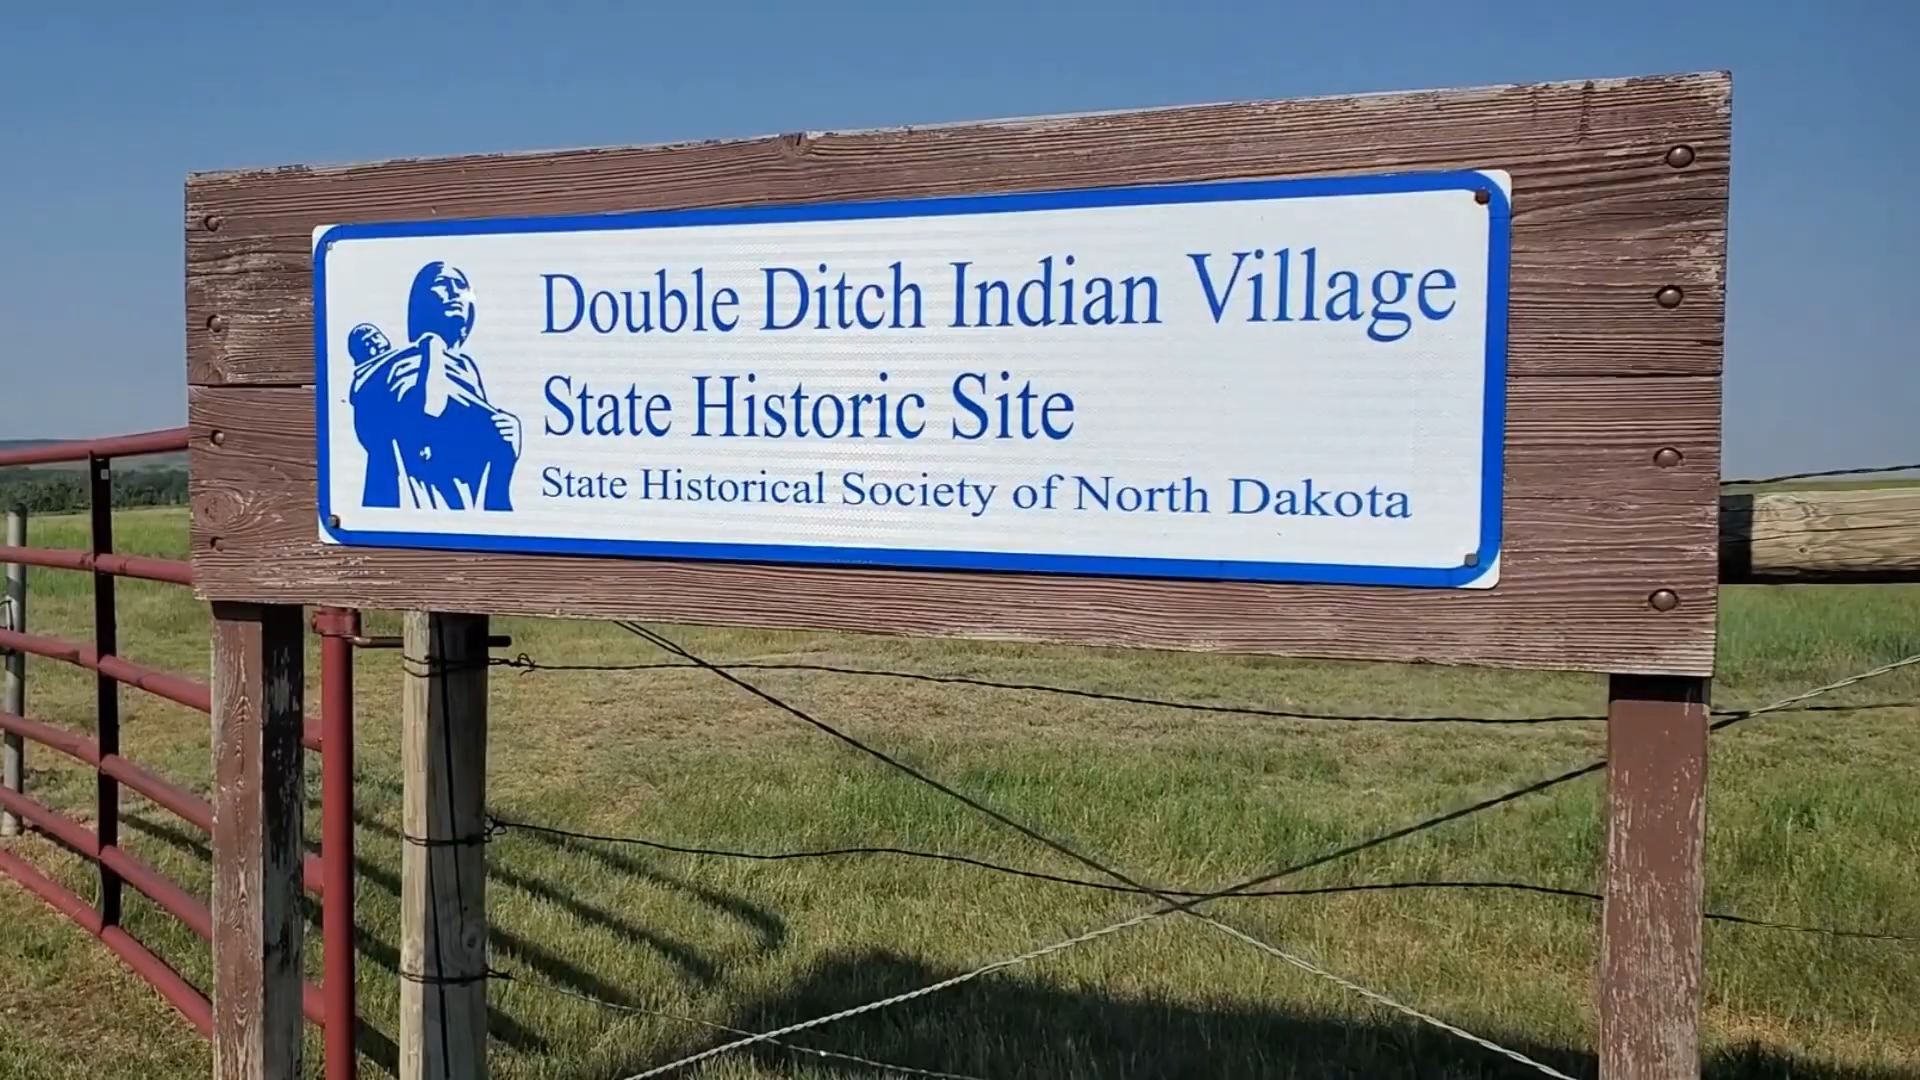 Double Ditch Indian Village
State Historic Site
State Historical Society of North Dakota